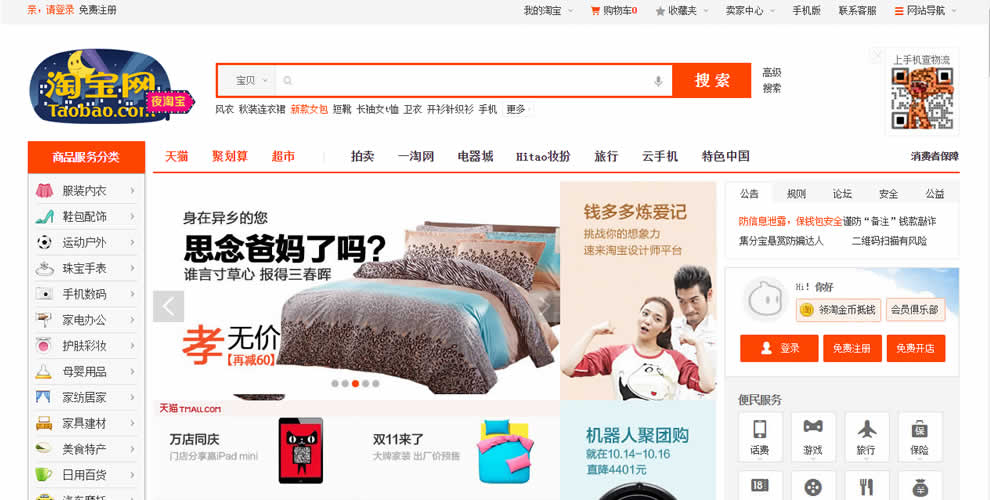 亲，请登录 免费注册
我的淘宝 购物车0 收藏夹 卖家中心 手机版 联系客服 网站导航
淘宝网
Taobao.com
夜淘宝
宝贝
搜索
高级
搜索
上手机查物流
风衣 秋装连衣裙 新款女包 短靴 长袖女t恤 卫衣 开衫针织衫 手机 更多
商品服务分类
天猫 聚划算 超市 拍卖 一淘网 电器城 Hitao妆扮 旅行 云手机 特色中国
消费者保障
服装内衣
鞋包配饰
运动户外
珠宝手表
手机数码
家电办公
护肤彩妆
母婴用品
家纺居家
家具建材
美食特产
日用百货
身在异乡的您
思念爸妈了吗?
谁言寸草心 报得三春晖
孝无价
【再减60】
钱多多炼爱记
挑战你的想象力
速来淘宝设计师平台
公告 规则 论坛 安全 公益
防信息泄露，保钱包安全 谨防“备注”钱款敲诈
集分宝悬赏防骗达人 二维码扫描有风险
Hi! 你好
领淘金币抵钱 会员俱乐部
登录 免费注册 免费开店
便民服务
话费 游戏 旅行 保险
18
天猫 TMALL.COM
万店同庆
门店分享赢iPad mini
双11来了
大牌家装 出厂价预售
机器人聚团购
就在10.14-10.16
直降4401元